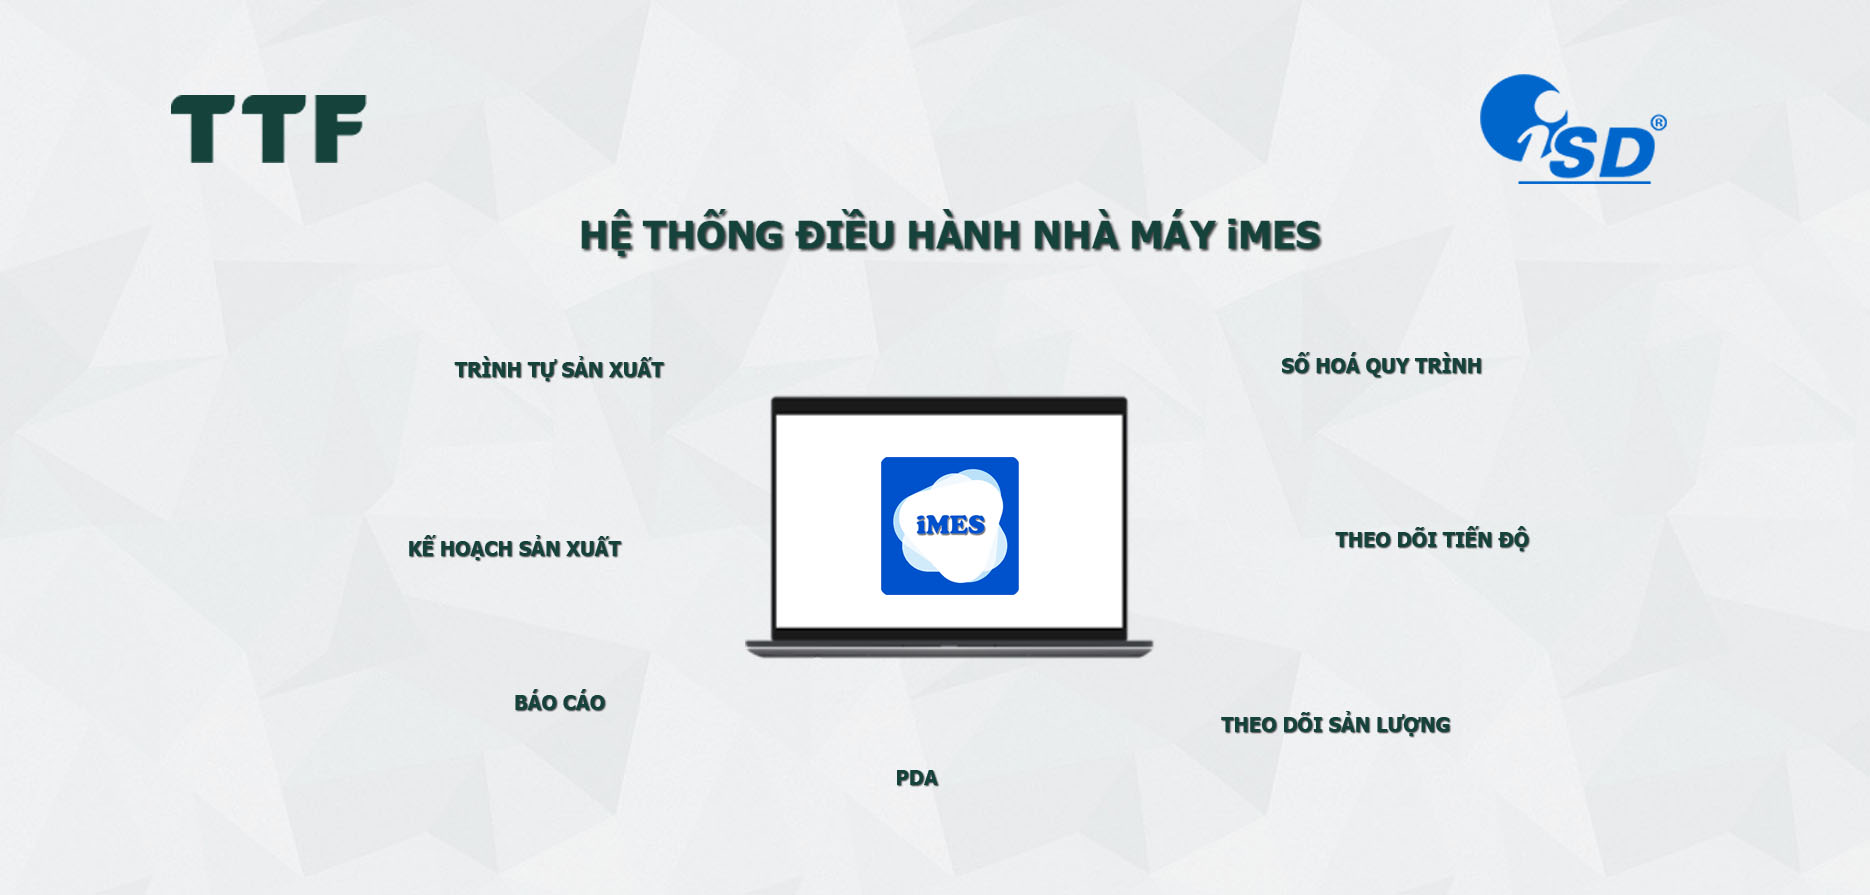 TTF
iSD®
HỆ THỐNG ĐIỀU HÀNH NHÀ MÁY iMES
TRÌNH TỰ SẢN XUẤT
SỐ HOÁ QUY TRÌNH
iMES
KẾ HOẠCH SẢN XUẤT
THEO DÕI TIẾN ĐỘ
BÁO CÁO
THEO DÕI SẢN LƯỢNG
PDA